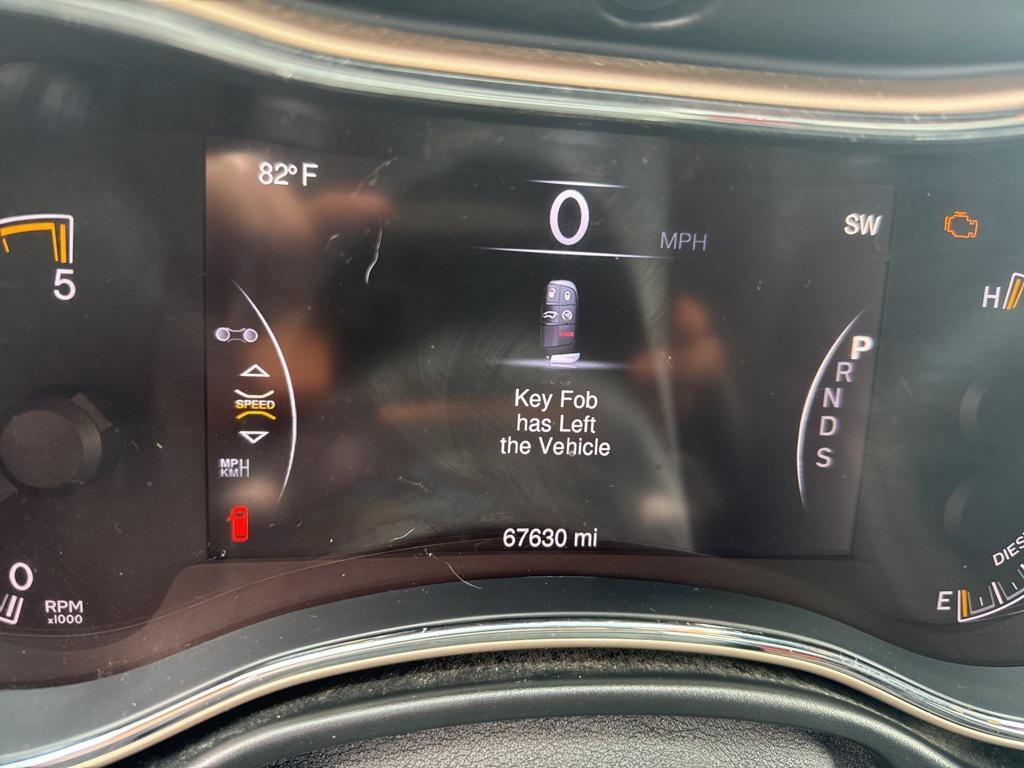 82°F
0
MPH
SW
5
H
P
R
N
D
S
SPEED
MPH
KMH
Key Fob
has Left
the Vehicle
67630 mi
0
RPM
x1000
E
DIES